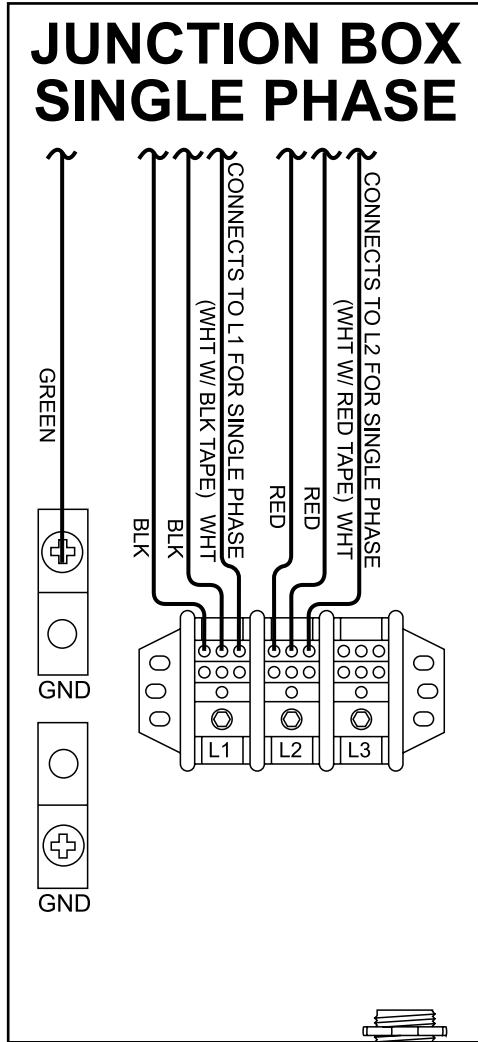 JUNCTION BOX
SINGLE PHASE
GREEN
BLK
BLK
(WHT W/ BLK TAPE) WHT
CONNECTS TO L1 FOR SINGLE PHASE
RED
RED
(WHT W/ RED TAPE) WHT
CONNECTS TO L2 FOR SINGLE PHASE
GND
L1
L2
L3
GND